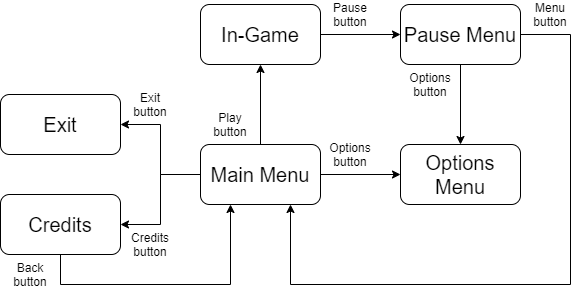 Pause
button
Menu
button
In-Game
Pause Menu
Options
button
Exit
button
Exit
Play
button
Options
button
Main Menu
Options
Menu
Credits
Credits
button
Back
button